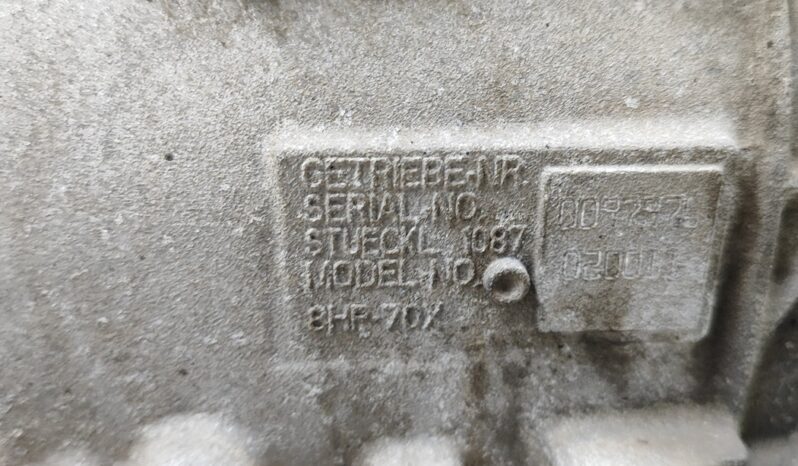 GETRIEBE-NR.
SERIAL-NO.
STUECKL. 1087
MODEL-NO.
8HP-70X